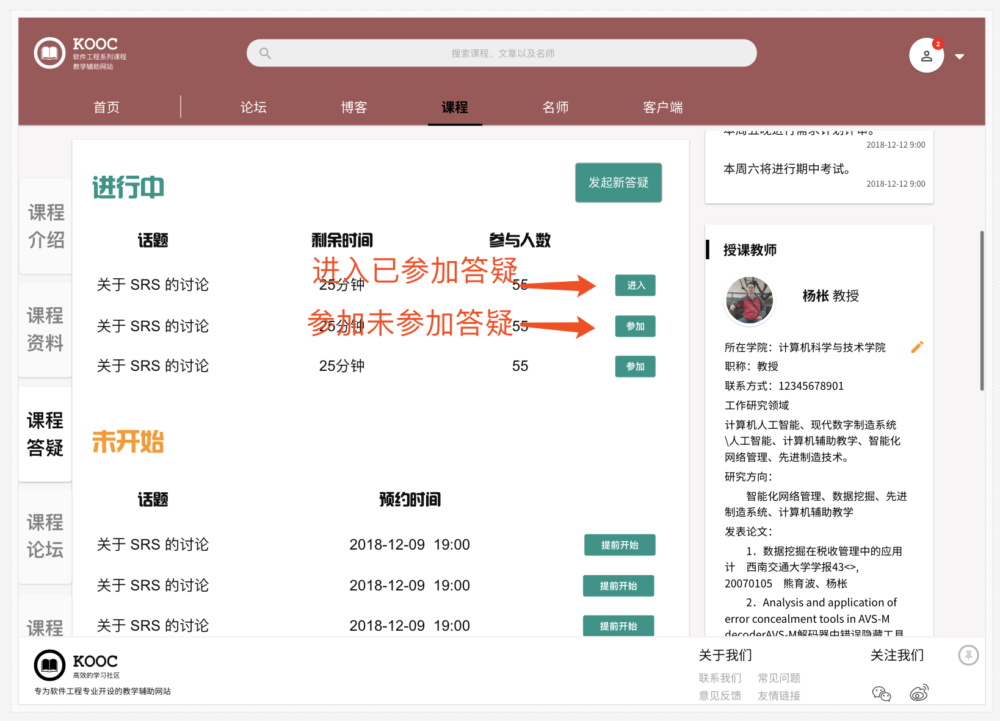 KOOC
软件工程系列课程
教学辅助网站
搜索课程、文章以及名师
2
首页
论坛
博客
课程
名师
客户端
课程
介绍
课程
资料
课程
答疑
课程
论坛
课程
进行中
发起新答疑
话题 剩余时间 参与人数
进入已参加答疑
关于 SRS 的讨论 25分钟 55 进入
参加未参加答疑
关于 SRS 的讨论 25分钟 55 参加
关于 SRS 的讨论 25分钟 55 参加
未开始
话题 预约时间
关于 SRS 的讨论 2018-12-09 19:00 提前开始
关于 SRS 的讨论 2018-12-09 19:00 提前开始
关于 SRS 的讨论 2018-12-09 19:00 提前开始
本周五晚进行需求计划评审。
2018-12-12 9:00
本周六将进行期中考试。
2018-12-12 9:00
授课教师
杨枨 教授
所在学院：计算机科学与技术学院
职称：教授
联系方式：12345678901
工作研究领域
计算机人工智能、现代数字制造系统
\人工智能、计算机辅助教学、智能化
网络管理、先进制造技术。
研究方向：
智能化网络管理、数据挖掘、先进
制造系统、计算机辅助教学
发表论文：
1．数据挖掘在税收管理中的应用
计 西南交通大学学报43<>,
20070105 熊育波、杨枨
2．Analysis and application of
error concealment tools in AVS-M
decoderAVS-M解码器中错误隐藏工具
KOOC
高效的学习社区
专为软件工程专业开设的教学辅助网站
关于我们
联系我们 常见问题
意见反馈 友情链接
关注我们